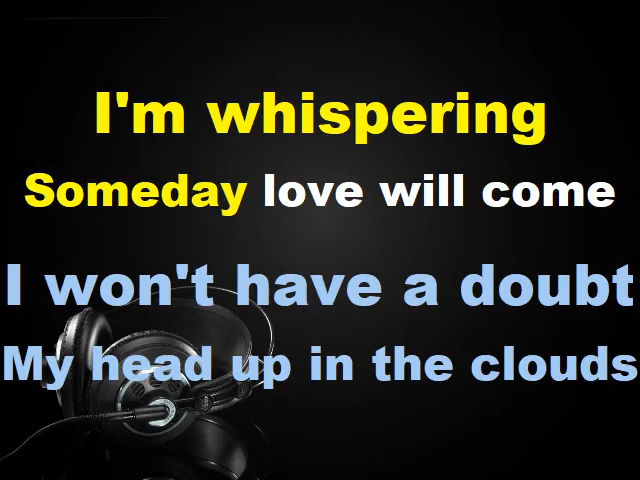 I'm whispering
Someday love will come
I won't have a doubt
My head up in the clouds